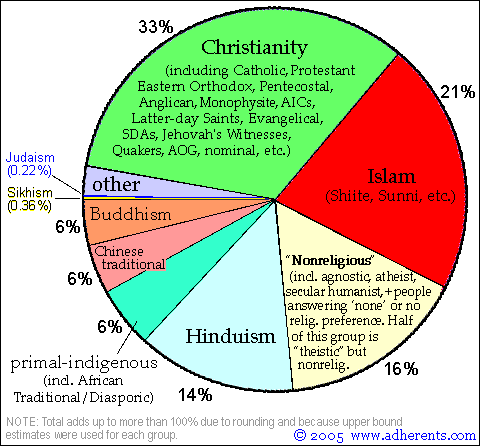 33%
Christianity
(including Catholic, Protestant
Eastern Orthodox, Pentecostal,
Anglican, Monophysite, AICs,
Latter-day Saints, Evangelical,
SDAs, Jehovah's Witnesses,
Quakers, AOG, nominal, etc.)
21%
Islam
(Shiite, Sunni, etc.)
Judaism
(0.22%)
other
Sikhism
(0.36%)
Buddhism
6%
Chinese
traditional
6%
6%
primal-indigenous
(incl. African
Traditional/Diasporic)
Hinduism
14%
"Nonreligious"
(incl. agnostic, atheist,
secular humanist,+people
answering 'none' or no
relig. preference. Half
of this group is
"theistic" but
nonrelig.
16%
NOTE: Total adds up to more than 100% due to rounding and because upper bound
estimates were used for each group.
© 2005 www.adherents.com